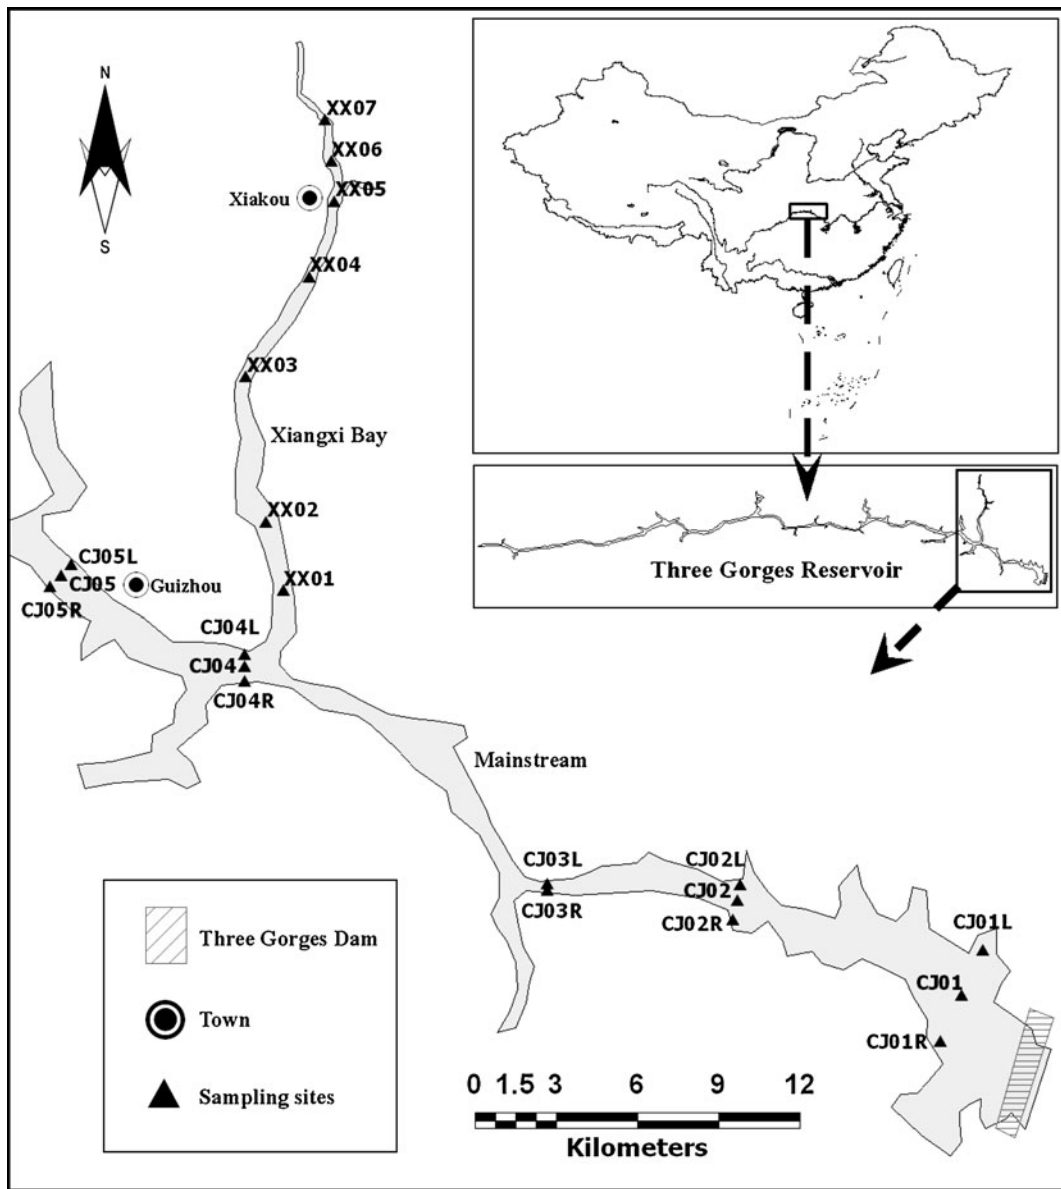 N
S
XX07
XX06
XX05
Xiakou
XX04
XX03
Xiangxi Bay
XX02
XX01
CJ05L
CJ05
CJ05R
Guizhou
CJ04L
CJ04
CJ04R
Three Gorges Reservoir
Mainstream
CJ03L
CJ03R
CJ02L
CJ02
CJ02R
CJ01L
CJ01
CJ01R
Three Gorges Dam
Town
Sampling sites
0 1.5 3 6 9 12
Kilometers